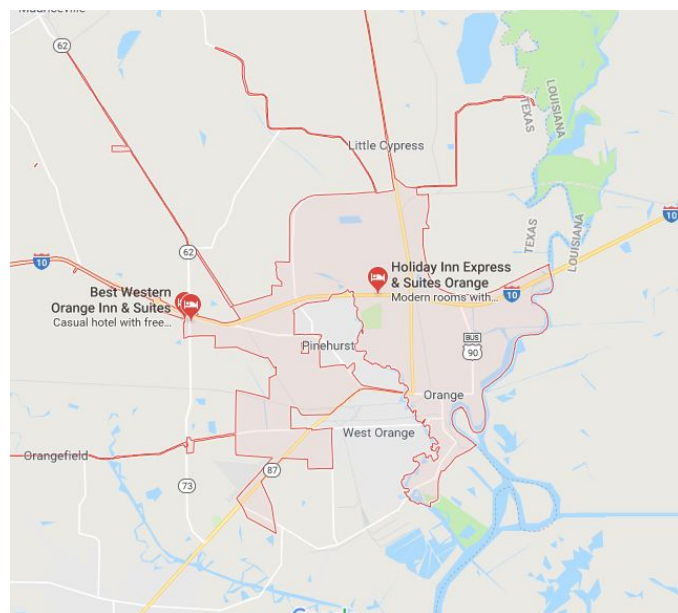 Mauriceville
62
Little Cypress
TEXAS
LOUISIANA
10
62
TEXAS
LOUISIANA
10
Best Western
Orange Inn & Suites
Casual hotel with free...
Holiday Inn Express
& Suites Orange
Modern rooms with...
10
Pinehurst
BUS
90
Orange
West Orange
Orangefield
87
73